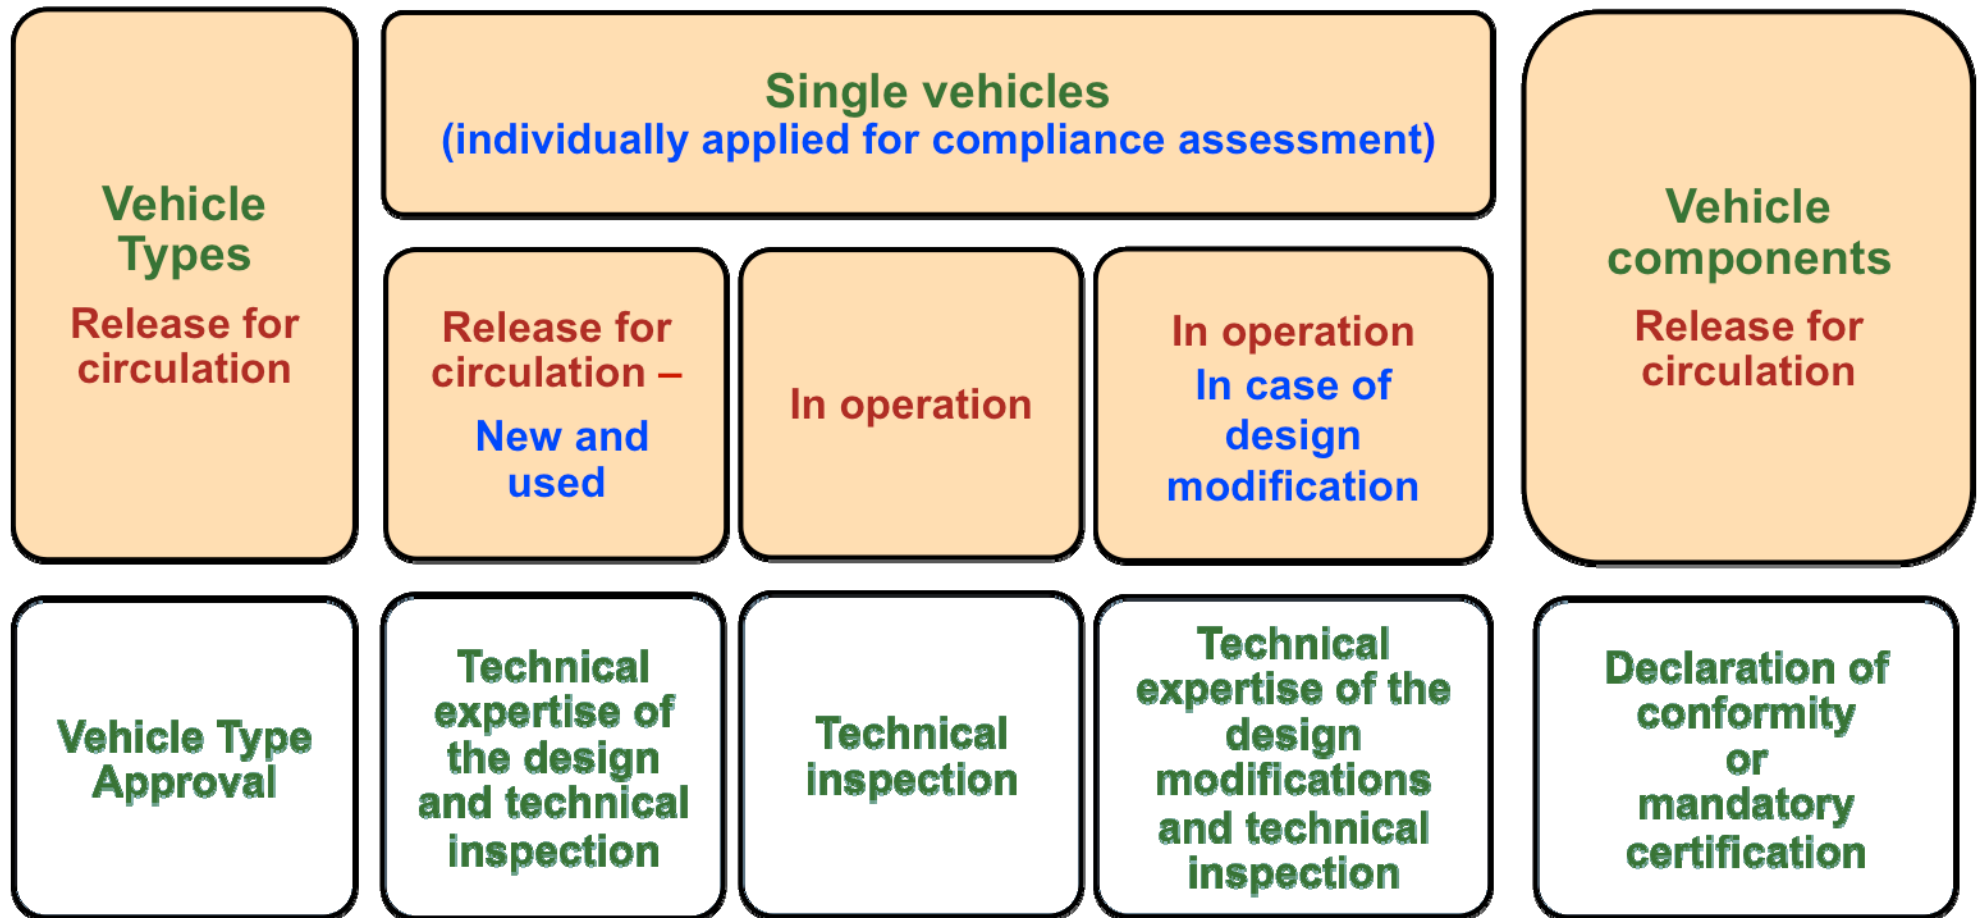 Vehicle
Types
Release for
circulation
Single vehicles
(individually applied for compliance assessment)
Release for
circulation –
New and
used
In operation
In operation
In case of
design
modification
Vehicle
components
Release for
circulation
Vehicle Type
Approval
Technical
expertise of
the design
and technical
inspection
Technical
inspection
Technical
expertise of the
design
modifications
and technical
inspection
Declaration of
conformity
or
mandatory
certification